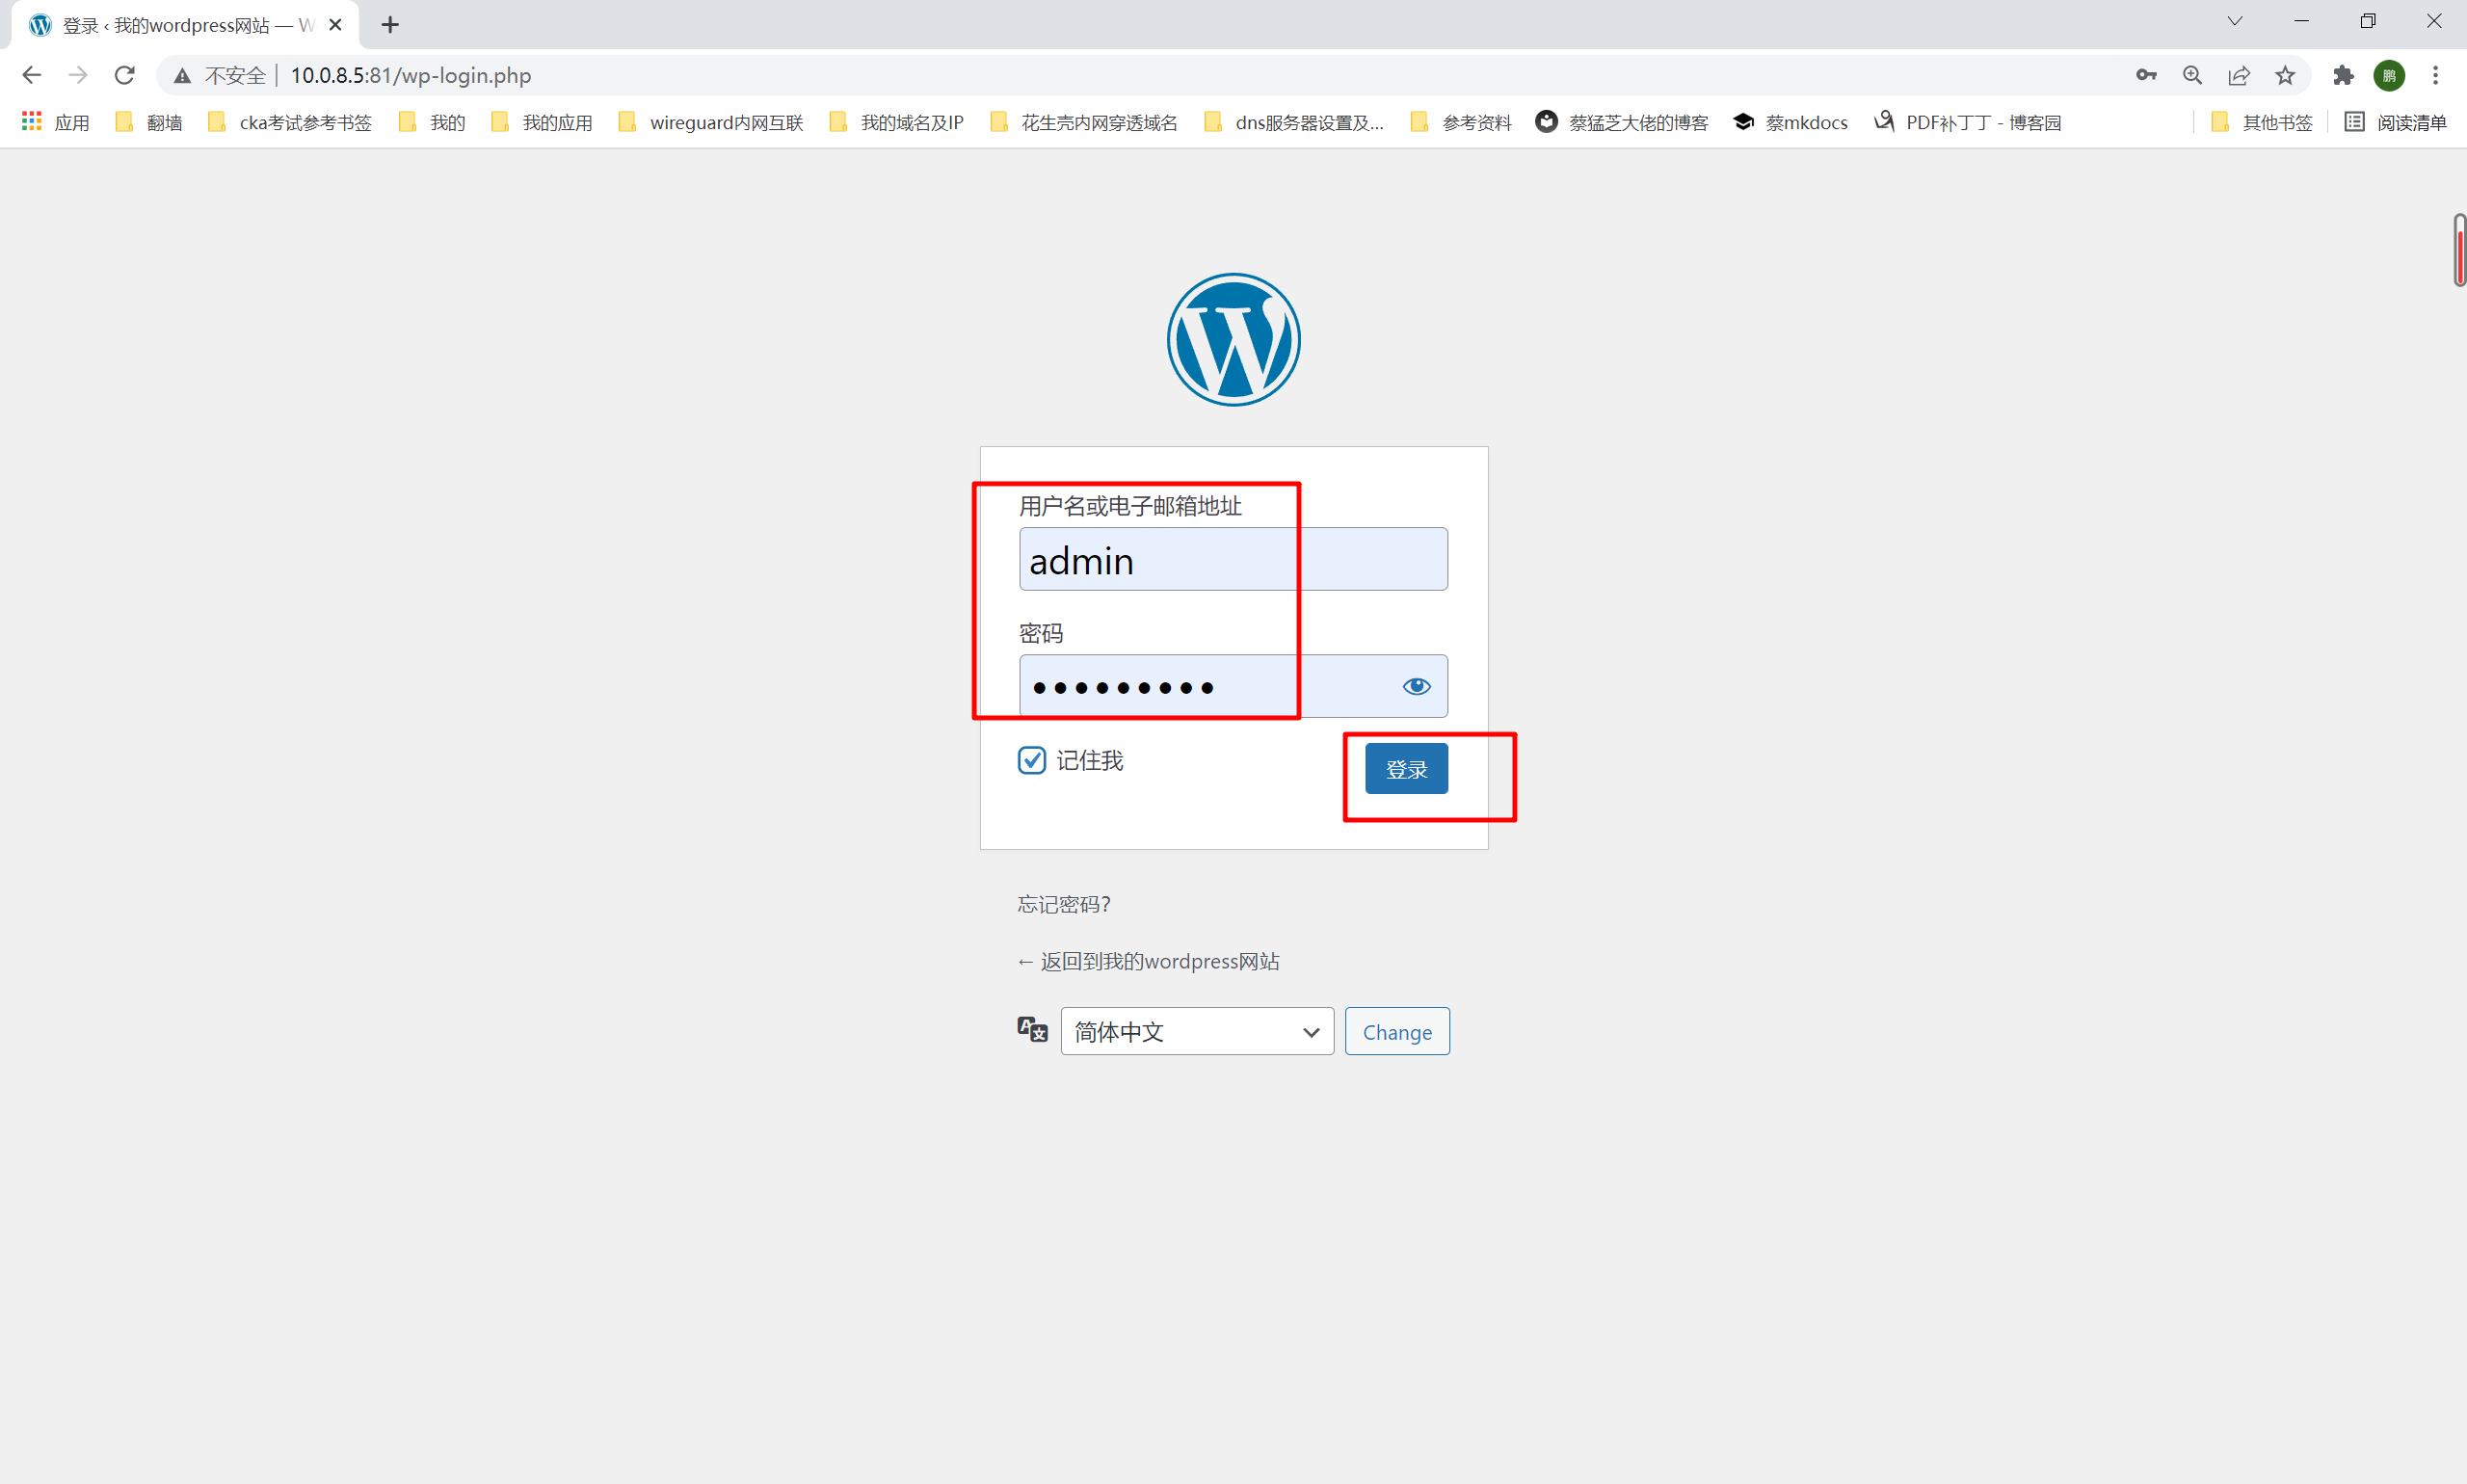 登录 ‹ 我的wordpress网站 — W
不安全 10.0.8.5:81/wp-login.php 鹏
应用 翻墙 cka考试参考书签 我的 我的应用 wireguard内网互联 我的域名及IP 花生壳内网穿透域名 dns服务器设置及... 参考资料 蔡猛芝大佬的博客 蔡mkdocs PDF补丁丁 - 博客园 其他书签 阅读清单
用户名或电子邮箱地址
admin
密码
•••••••••
记住我
登录
忘记密码?
← 返回到我的wordpress网站
简体中文 Change